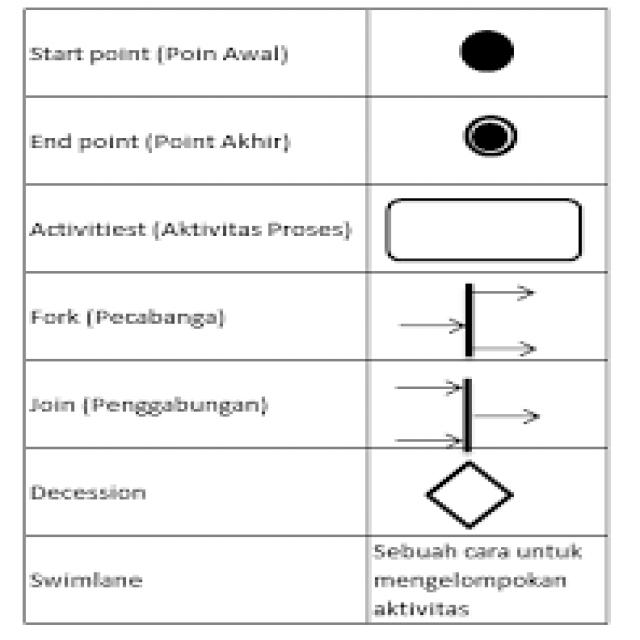 Start point (Poin Awal)
End point (Point Akhir)
Activitiest (Aktivitas Proses)
Fork (Pecabanga)
Join (Penggabungan)
Decession
Swimlane
Sebuah cara untuk
mengelompokan
aktivitas